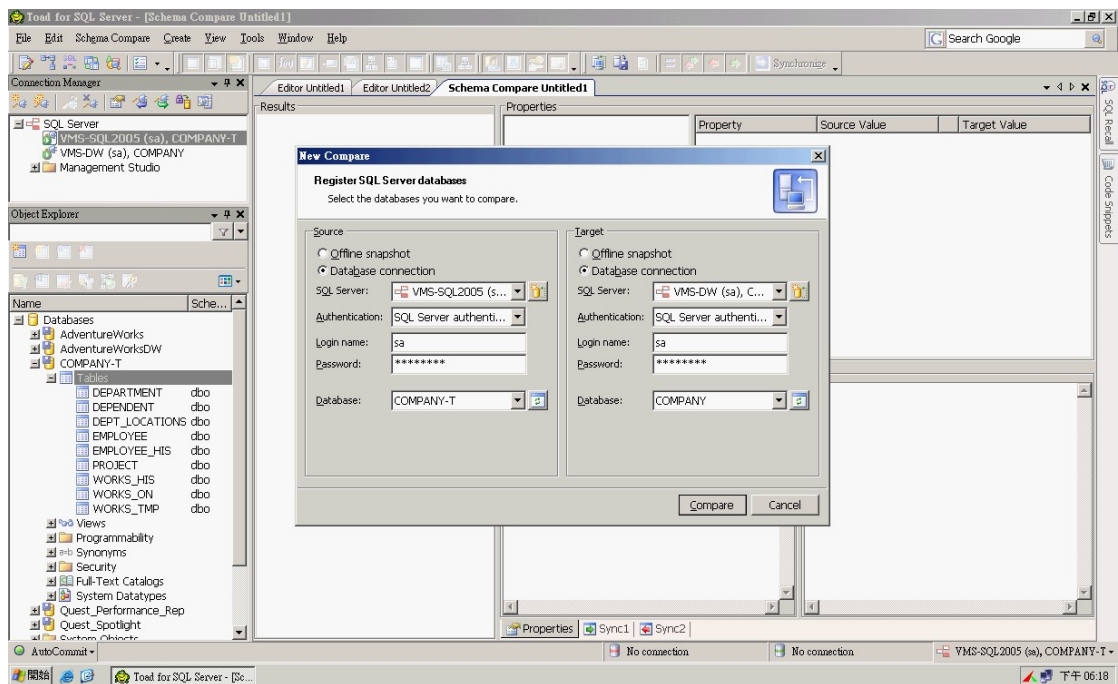 Toad for SQL Server - [Schema Compare Untitled1]
File Edit Schema Compare Create View Tools Window Help
Search Google
Synchronize
Connection Manager
SQL Server
VMS-SQL2005 (sa), COMPANY-T
VMS-DW (sa), COMPANY
Management Studio
Object Explorer
Name Sche...
Databases
AdventureWorks
AdventureWorksDW
COMPANY-T
Tables
DEPARTMENT dbo
DEPENDENT dbo
DEPT_LOCATIONS dbo
EMPLOYEE dbo
EMPLOYEE_HIS dbo
PROJECT dbo
WORKS_HIS dbo
WORKS_ON dbo
WORKS_TMP dbo
Views
Programmability
a=b Synonyms
Security
Full-Text Catalogs
System Datatypes
Quest_Performance_Rep
Quest_Spotlight
System Objects
Editor Untitled1 Editor Untitled2 Schema Compare Untitled1
Results
Properties
Property Source Value Target Value
New Compare
Register SQL Server databases
Select the databases you want to compare.
Source
Offline snapshot
Database connection
SQL Server: VMS-SQL2005 (s...
Authentication: SQL Server authenti...
Login name: sa
Password: ********
Database: COMPANY-T
Target
Offline snapshot
Database connection
SQL Server: VMS-DW (sa), C...
Authentication: SQL Server authenti...
Login name: sa
Password: ********
Database: COMPANY
Compare Cancel
Properties Sync1 Sync2
SQL Recall
Code Snippets
AutoCommit No connection No connection VMS-SQL2005 (sa), COMPANY-T
開始 Toad for SQL Server - [Sc... 下午 06:18